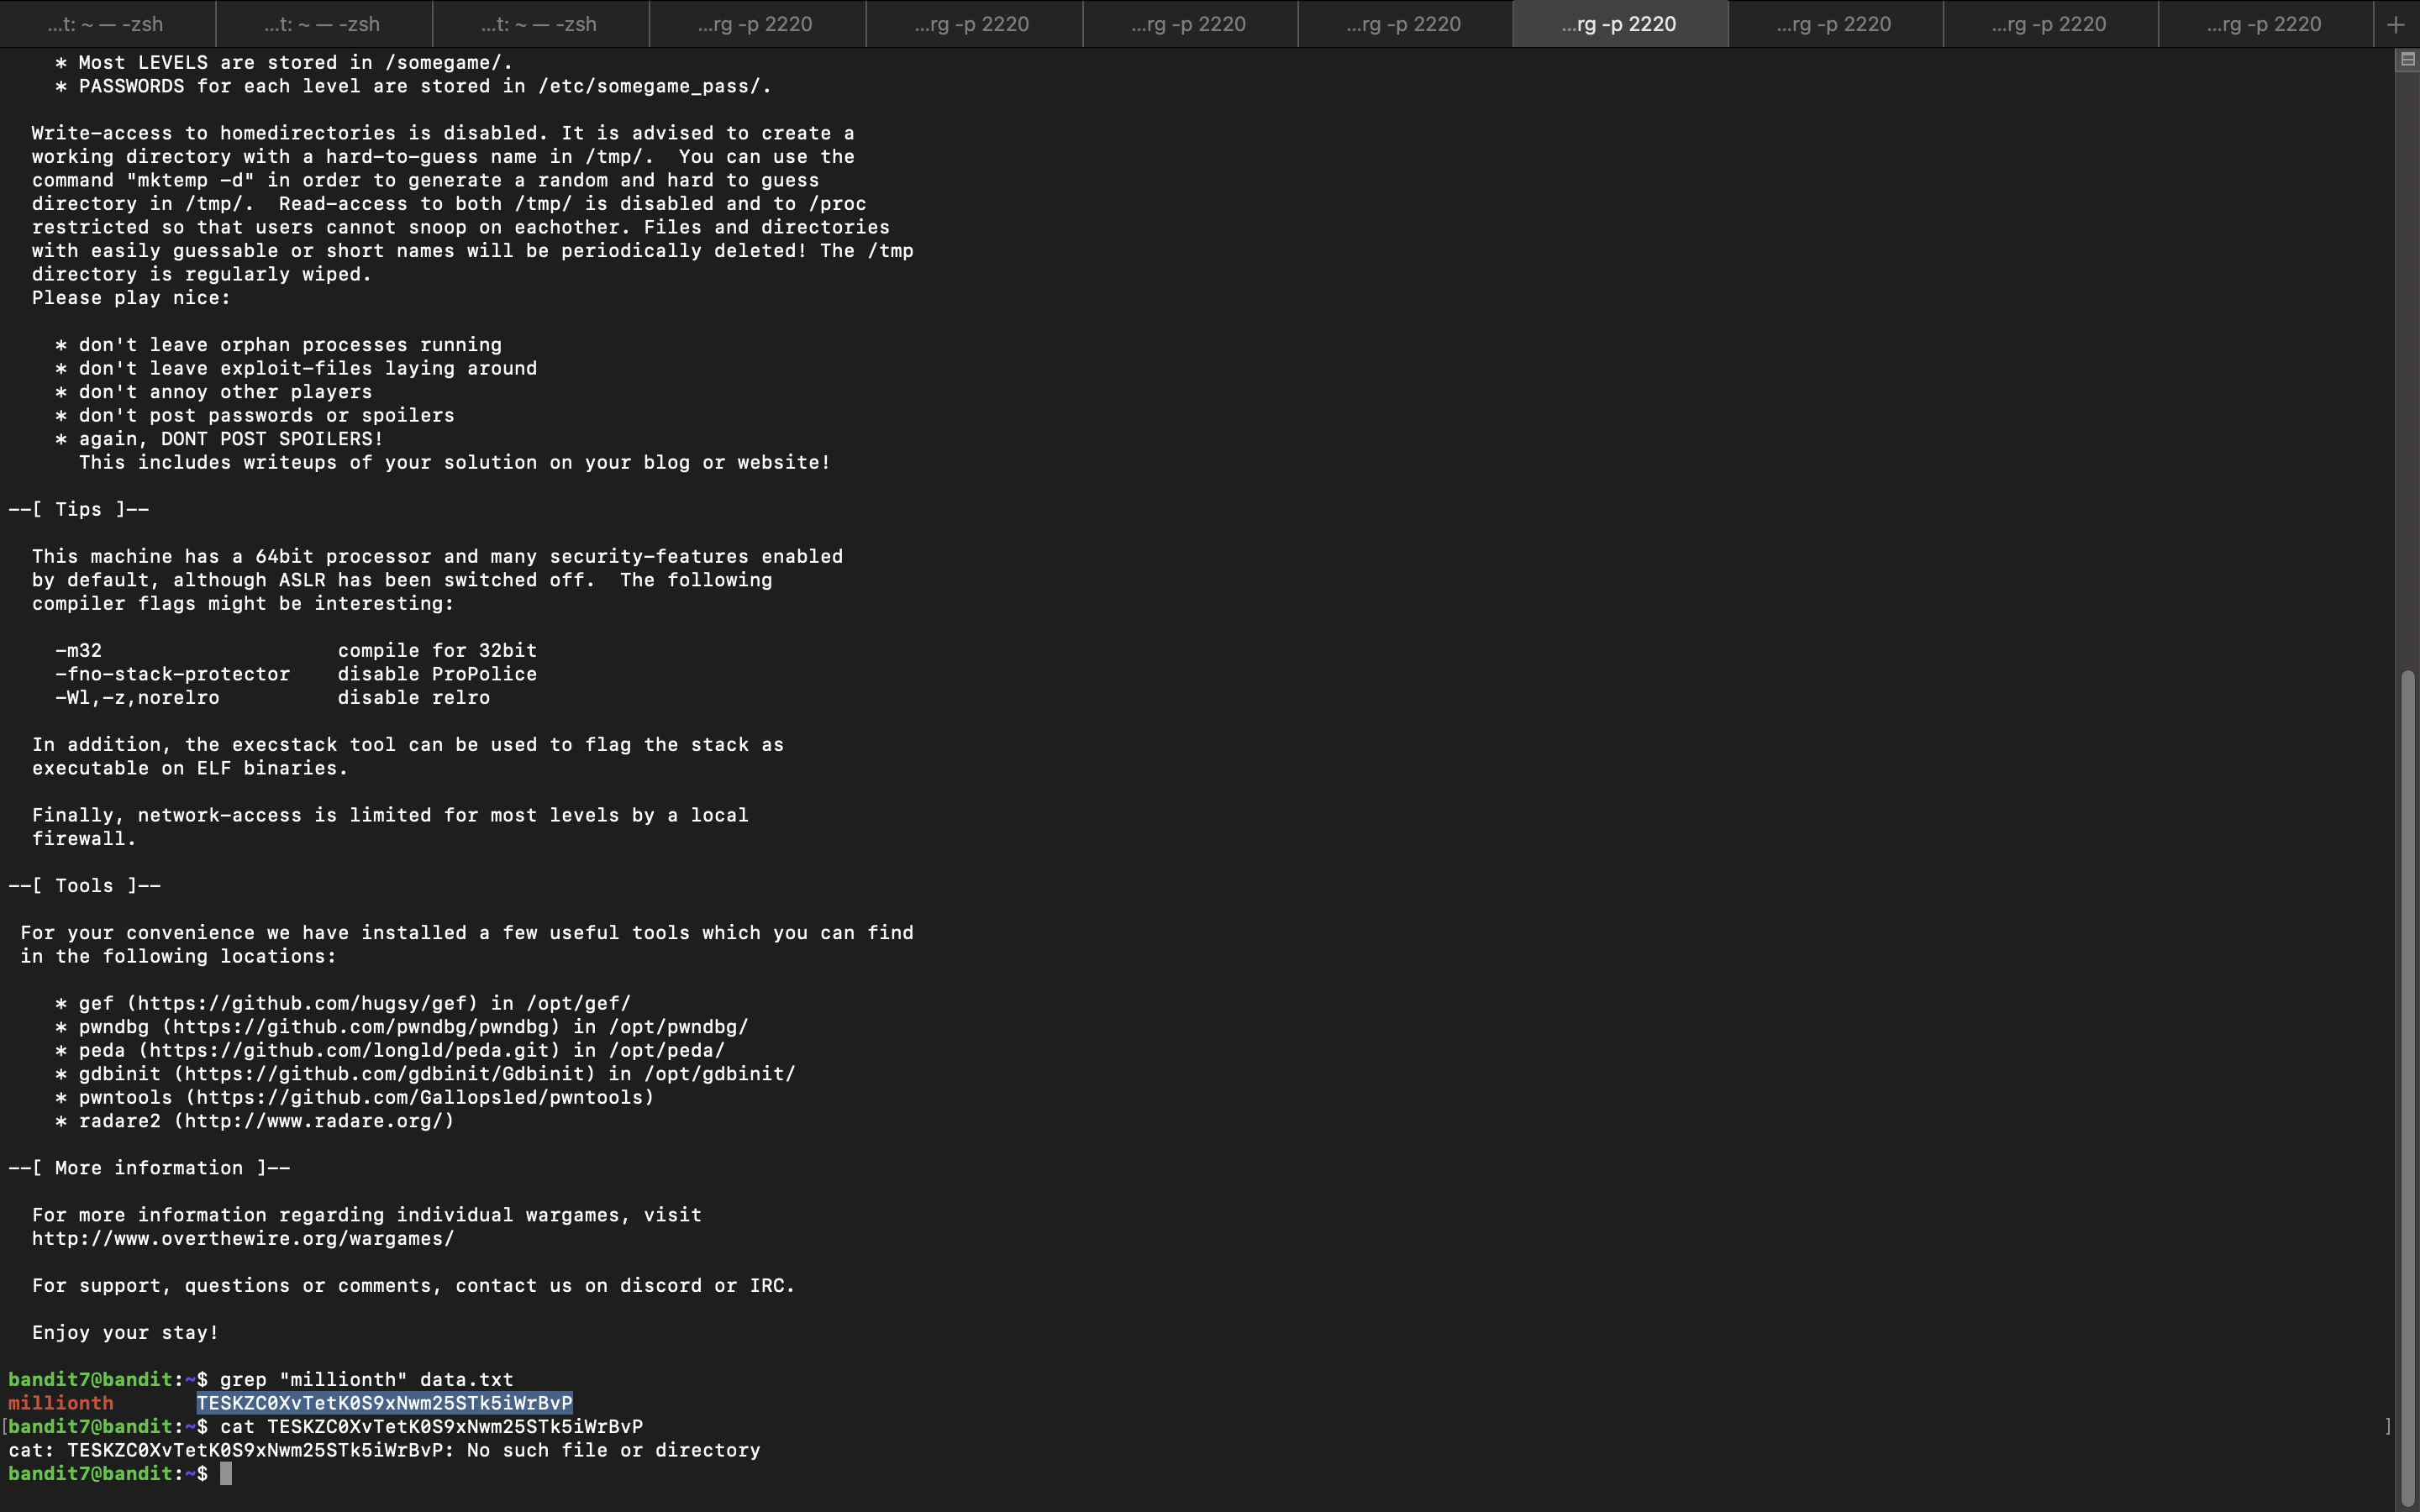 ...t: ~ — -zsh
...t: ~ — -zsh
...t: ~ — -zsh
...rg -p 2220
...rg -p 2220
...rg -p 2220
...rg -p 2220
...rg -p 2220
...rg -p 2220
...rg -p 2220
...rg -p 2220
    * Most LEVELS are stored in /somegame/.
    * PASSWORDS for each level are stored in /etc/somegame_pass/.

  Write-access to homedirectories is disabled. It is advised to create a
  working directory with a hard-to-guess name in /tmp/.  You can use the
  command "mktemp -d" in order to generate a random and hard to guess
  directory in /tmp/.  Read-access to both /tmp/ is disabled and to /proc
  restricted so that users cannot snoop on eachother. Files and directories
  with easily guessable or short names will be periodically deleted! The /tmp
  directory is regularly wiped.
  Please play nice:

    * don't leave orphan processes running
    * don't leave exploit-files laying around
    * don't annoy other players
    * don't post passwords or spoilers
    * again, DONT POST SPOILERS!
      This includes writeups of your solution on your blog or website!

--[ Tips ]--

  This machine has a 64bit processor and many security-features enabled
  by default, although ASLR has been switched off.  The following
  compiler flags might be interesting:

    -m32                    compile for 32bit
    -fno-stack-protector    disable ProPolice
    -Wl,-z,norelro          disable relro

  In addition, the execstack tool can be used to flag the stack as
  executable on ELF binaries.

  Finally, network-access is limited for most levels by a local
  firewall.

--[ Tools ]--

 For your convenience we have installed a few useful tools which you can find
 in the following locations:

    * gef (https://github.com/hugsy/gef) in /opt/gef/
    * pwndbg (https://github.com/pwndbg/pwndbg) in /opt/pwndbg/
    * peda (https://github.com/longld/peda.git) in /opt/peda/
    * gdbinit (https://github.com/gdbinit/Gdbinit) in /opt/gdbinit/
    * pwntools (https://github.com/Gallopsled/pwntools)
    * radare2 (http://www.radare.org/)

--[ More information ]--

  For more information regarding individual wargames, visit
  http://www.overthewire.org/wargames/

  For support, questions or comments, contact us on discord or IRC.

  Enjoy your stay!

bandit7@bandit:~$ grep "millionth" data.txt
millionth       TESKZC0XvTetK0S9xNwm25STk5iWrBvP
[bandit7@bandit:~$ cat TESKZC0XvTetK0S9xNwm25STk5iWrBvP ]
cat: TESKZC0XvTetK0S9xNwm25STk5iWrBvP: No such file or directory
bandit7@bandit:~$